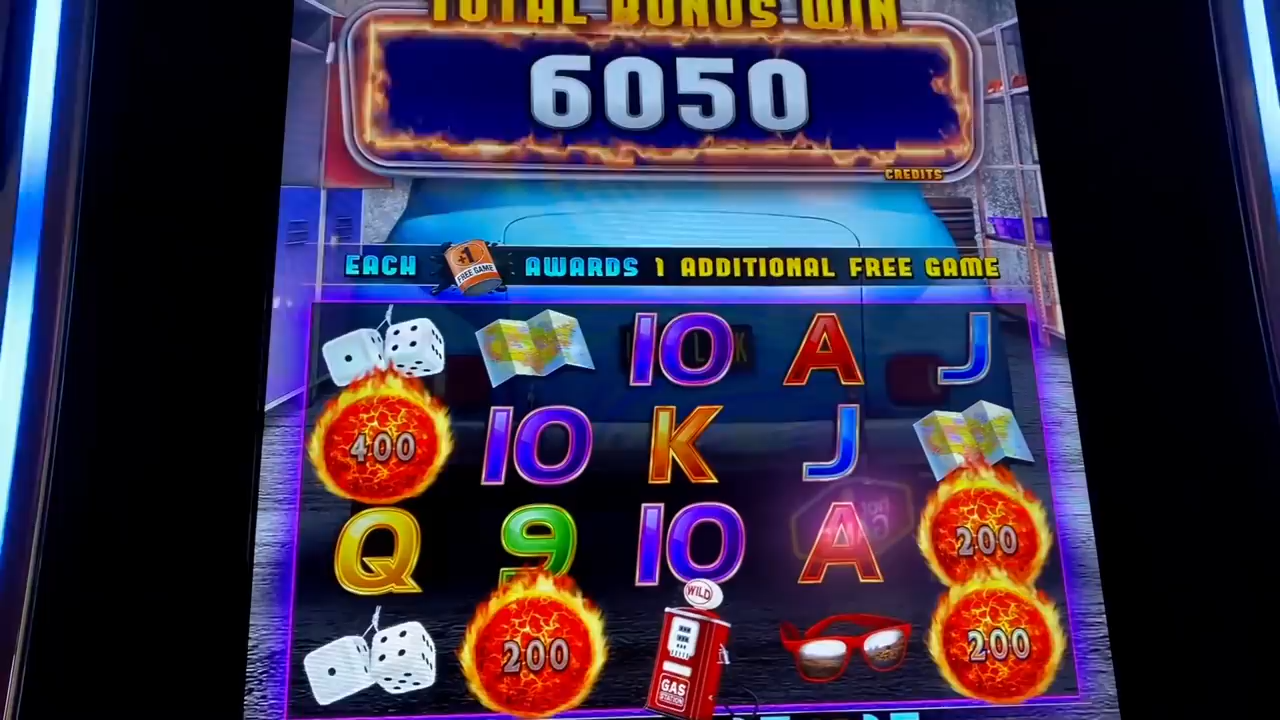 TOTAL BONUS WIN
6050
CREDITS
EACH +1 FREE GAME AWARDS 1 ADDITIONAL FREE GAME
10 A J
400 10 K J
Q 9 10 A 200
WILD
200 GAS STATION 200